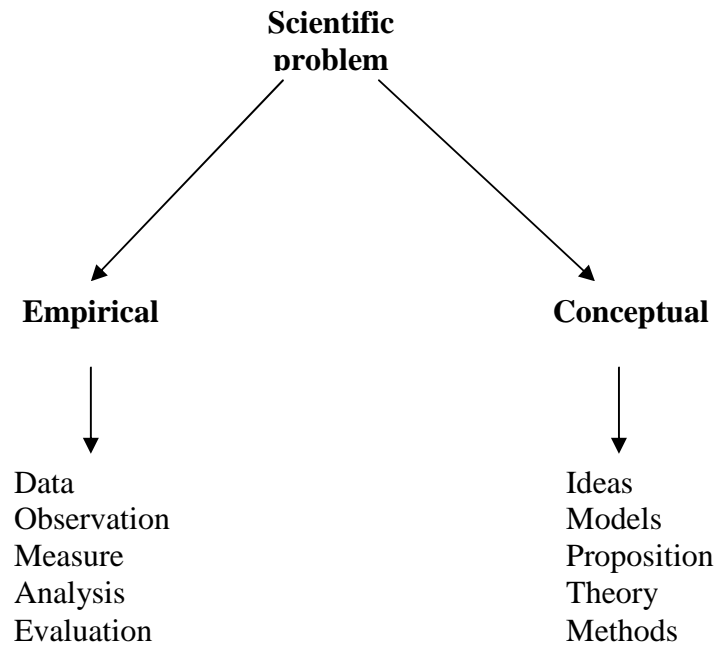 Scientific
problem
Empirical
Conceptual
Data
Observation
Measure
Analysis
Evaluation
Ideas
Models
Proposition
Theory
Methods